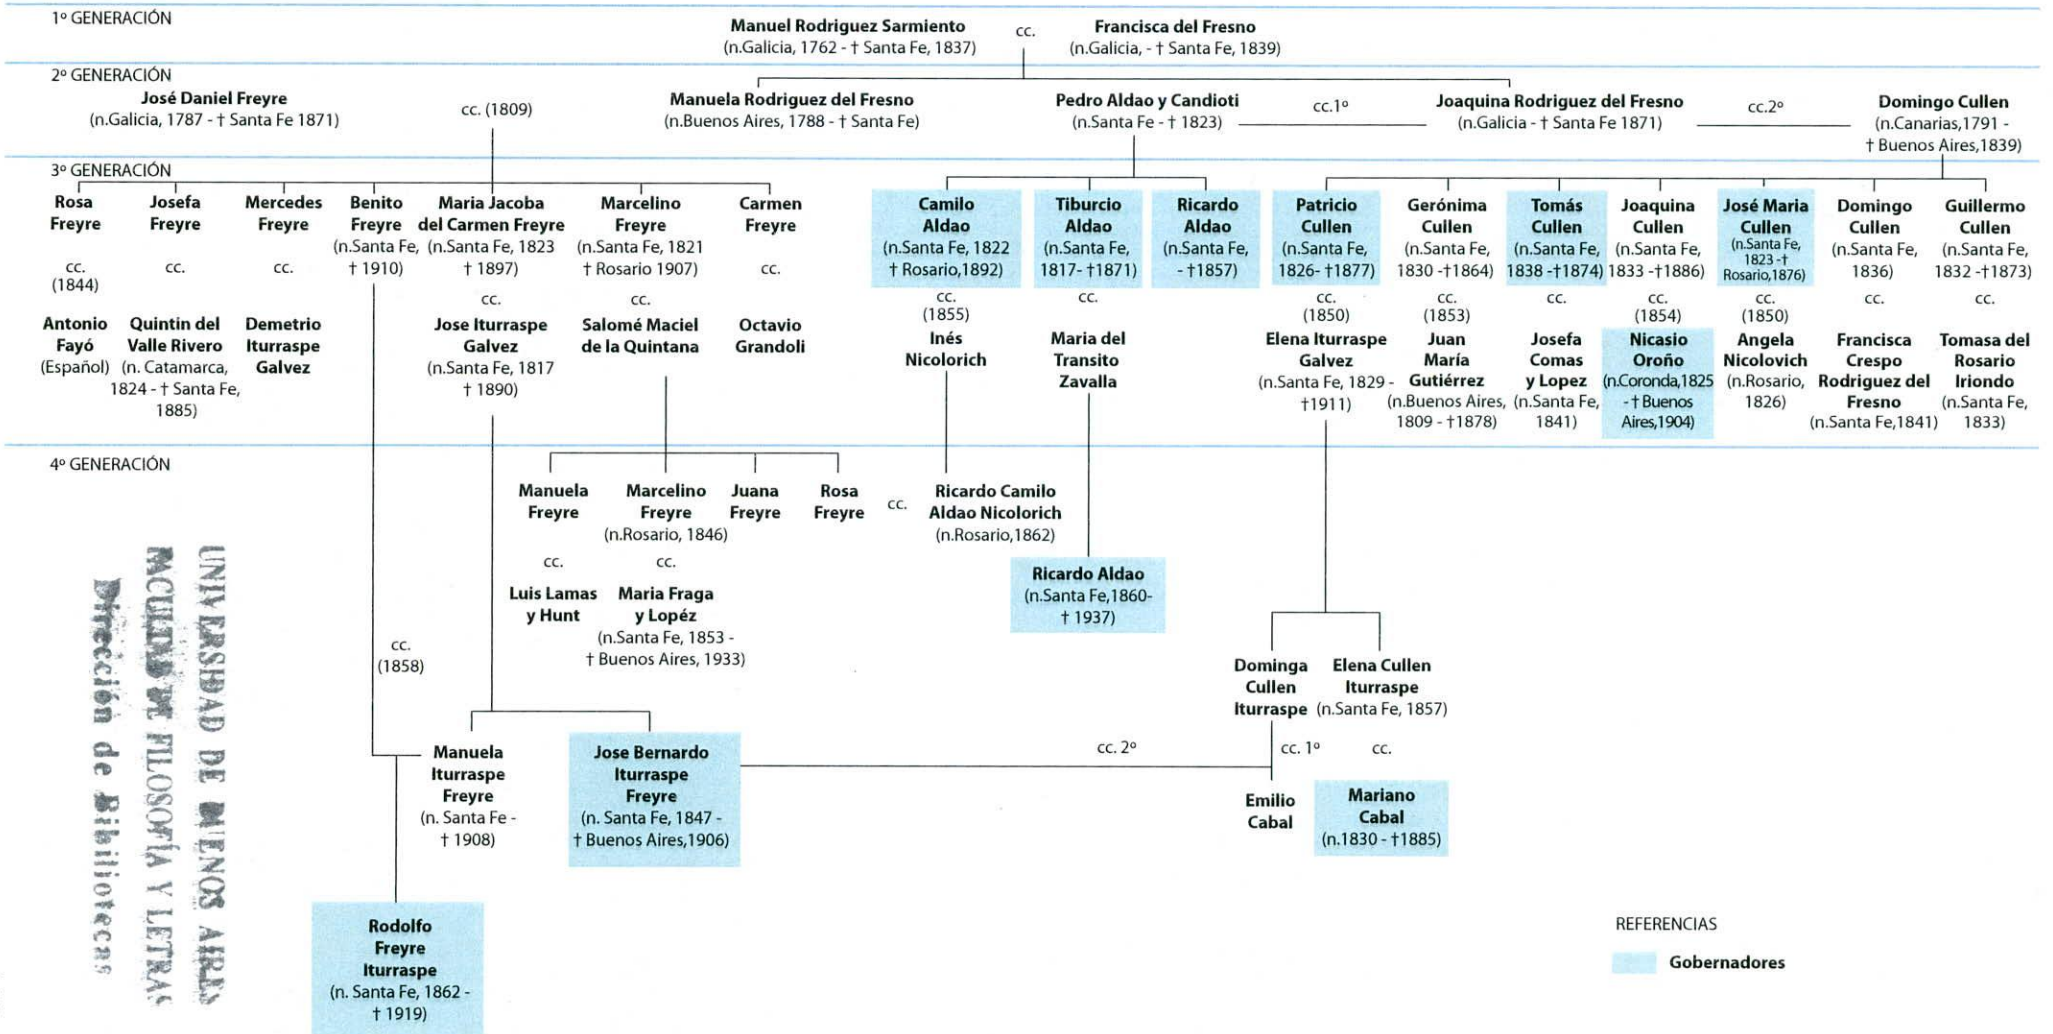 1º GENERACIÓN
Manuel Rodriguez Sarmiento
(n.Galicia, 1762 - † Santa Fe, 1837)
cc.
Francisca del Fresno
(n.Galicia, - † Santa Fe, 1839)
2º GENERACIÓN
José Daniel Freyre
(n.Galicia, 1787 - † Santa Fe 1871)
cc. (1809)
Manuela Rodriguez del Fresno
(n.Buenos Aires, 1788 - † Santa Fe)
Pedro Aldao y Candioti
(n.Santa Fe - † 1823)
cc.1º
Joaquina Rodriguez del Fresno
(n.Galicia - † Santa Fe 1871)
cc.2º
Domingo Cullen
(n.Canarias,1791 -
† Buenos Aires,1839)
3º GENERACIÓN
Rosa
Freyre
cc.
(1844)
Antonio
Fayó
(Español)
Josefa
Freyre
cc.
Quintin del
Valle Rivero
(n. Catamarca,
1824 - † Santa Fe,
1885)
Mercedes
Freyre
cc.
Demetrio
Iturraspe
Galvez
Benito
Freyre
(n.Santa Fe,
† 1910)
Maria Jacoba
del Carmen Freyre
(n.Santa Fe, 1823
† 1897)
cc.
Jose Iturraspe
Galvez
(n.Santa Fe, 1817
† 1890)
Marcelino
Freyre
(n.Santa Fe, 1821
† Rosario 1907)
cc.
Salomé Maciel
de la Quintana
Carmen
Freyre
cc.
Octavio
Grandoli
Camilo
Aldao
(n.Santa Fe, 1822
† Rosario,1892)
cc.
(1855)
Inés
Nicolorich
Tiburcio
Aldao
(n.Santa Fe,
1817- †1871)
cc.
Maria del
Transito
Zavalla
Ricardo
Aldao
(n.Santa Fe,
- †1857)
Patricio
Cullen
(n.Santa Fe,
1826- †1877)
cc.
(1850)
Elena Iturraspe
Galvez
(n.Santa Fe, 1829 -
†1911)
Gerónima
Cullen
(n.Santa Fe,
1830 -†1864)
cc.
(1853)
Juan
María
Gutiérrez
(n.Buenos Aires,
1809 - †1878)
Tomás
Cullen
(n.Santa Fe,
1838 -†1874)
cc.
Josefa
Comas
y Lopez
(n.Santa Fe,
1841)
Joaquina
Cullen
(n.Santa Fe,
1833 -†1886)
cc.
(1854)
Nicasio
Oroño
(n.Coronda,1825
- † Buenos
Aires,1904)
José Maria
Cullen
(n.Santa Fe,
1823 -†
Rosario,1876)
cc.
(1850)
Angela
Nicolovich
(n.Rosario,
1826)
Domingo
Cullen
(n.Santa Fe,
1836)
cc.
Francisca
Crespo
Rodriguez del
Fresno
(n.Santa Fe,1841)
Guillermo
Cullen
(n.Santa Fe,
1832 -†1873)
cc.
Tomasa del
Rosario
Iriondo
(n.Santa Fe,
1833)
4º GENERACIÓN
Manuela
Freyre
cc.
Luis Lamas
y Hunt
Marcelino
Freyre
(n.Rosario, 1846)
cc.
Maria Fraga
y Lopéz
(n.Santa Fe, 1853 -
† Buenos Aires, 1933)
Juana
Freyre
Rosa
Freyre
cc.
Ricardo Camilo
Aldao Nicolorich
(n.Rosario,1862)
Ricardo Aldao
(n.Santa Fe,1860-
† 1937)
cc.
(1858)
Dominga
Cullen
Iturraspe
Elena Cullen
Iturraspe
(n.Santa Fe, 1857)
Manuela
Iturraspe
Freyre
(n. Santa Fe -
† 1908)
Jose Bernardo
Iturraspe
Freyre
(n. Santa Fe, 1847 -
† Buenos Aires,1906)
cc. 2º
cc. 1º
cc.
Emilio
Cabal
Mariano
Cabal
(n.1830 - †1885)
Rodolfo
Freyre
Iturraspe
(n. Santa Fe, 1862 -
† 1919)
REFERENCIAS
Gobernadores
UNIVERSIDAD DE BUENOS AIRES
FACULTAD DE FILOSOFÍA Y LETRAS
Dirección de Bibliotecas